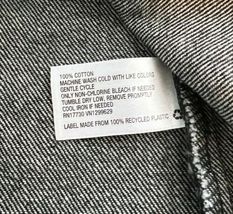 100% COTTON
MACHINE WASH COLD WITH LIKE COLORS
GENTLE CYCLE
ONLY NON-CHLORINE BLEACH IF NEEDED
TUMBLE DRY LOW, REMOVE PROMPTLY
COOL IRON IF NEEDED
RN17730 VN1299629
LABEL MADE FROM 100% RECYCLED PLASTIC